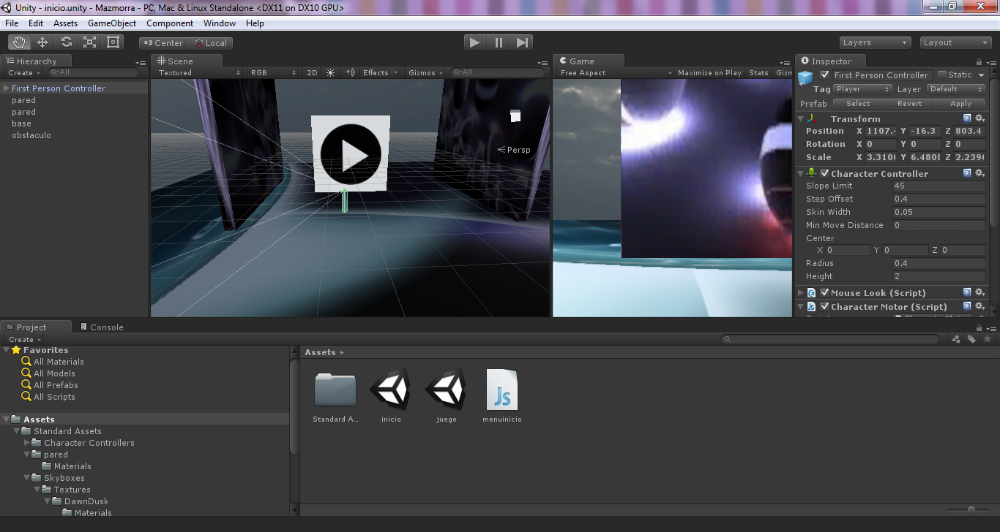 Unity - inicio.unity - Mazmorra - PC, Mac & Linux Standalone <DX11 on DX10 GPU>
File Edit Assets GameObject Component Window Help
Center Local Layers Layout
Hierarchy
Create All
First Person Controller
pared
pared
base
obstaculo
Scene
Textured RGB 2D Effects Gizmos All
Persp
Game
Free Aspect Maximize on Play Stats Gizm
Inspector
First Person Controller Static
Tag Player Layer Default
Prefab Select Revert Apply
Transform
Position X 1107. Y -16.3 Z 803.4
Rotation X 0 Y 0 Z 0
Scale X 3.310 Y 6.480 Z 2.239
Character Controller
Slope Limit 45
Step Offset 0.4
Skin Width 0.05
Min Move Distance 0
Center
X 0 Y 0 Z 0
Radius 0.4
Height 2
Mouse Look (Script)
Character Motor (Script)
Project Console
Create
Favorites
All Materials
All Models
All Prefabs
All Scripts
Assets
Standard Assets
Character Controllers
pared
Materials
Skyboxes
Textures
DawnDusk
Materials
Assets
Js
Standard A... inicio juego menuinicio